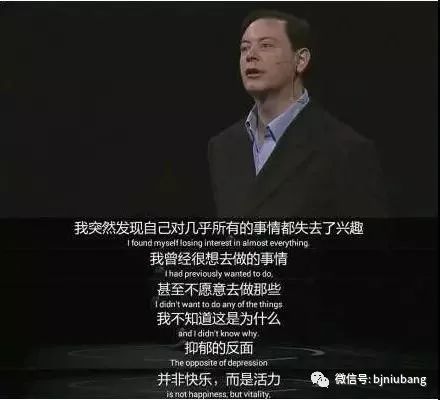 我突然发现自己对几乎所有的事情都失去了兴趣
I found myself losing interest in almost everything.
我曾经很想去做的事情
I had previously wanted to do,
甚至不愿意去做那些
I didn't want to do any of the things
我不知道这是为什么
and I didn't know why.
抑郁的反面
The opposite of depression
并非快乐，而是活力
is not happiness, but vitality,
微信号: bjniubang